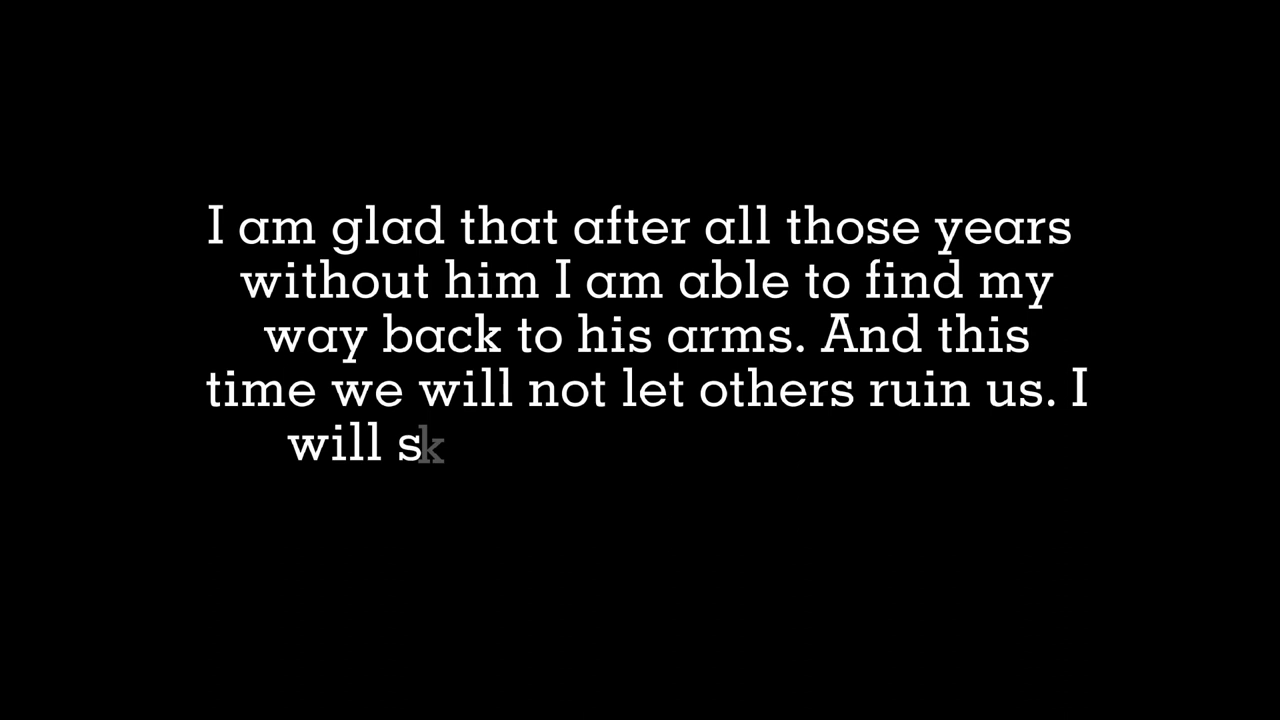 I am glad that after all those years
without him I am able to find my
way back to his arms. And this
time we will not let others ruin us. I
will sk